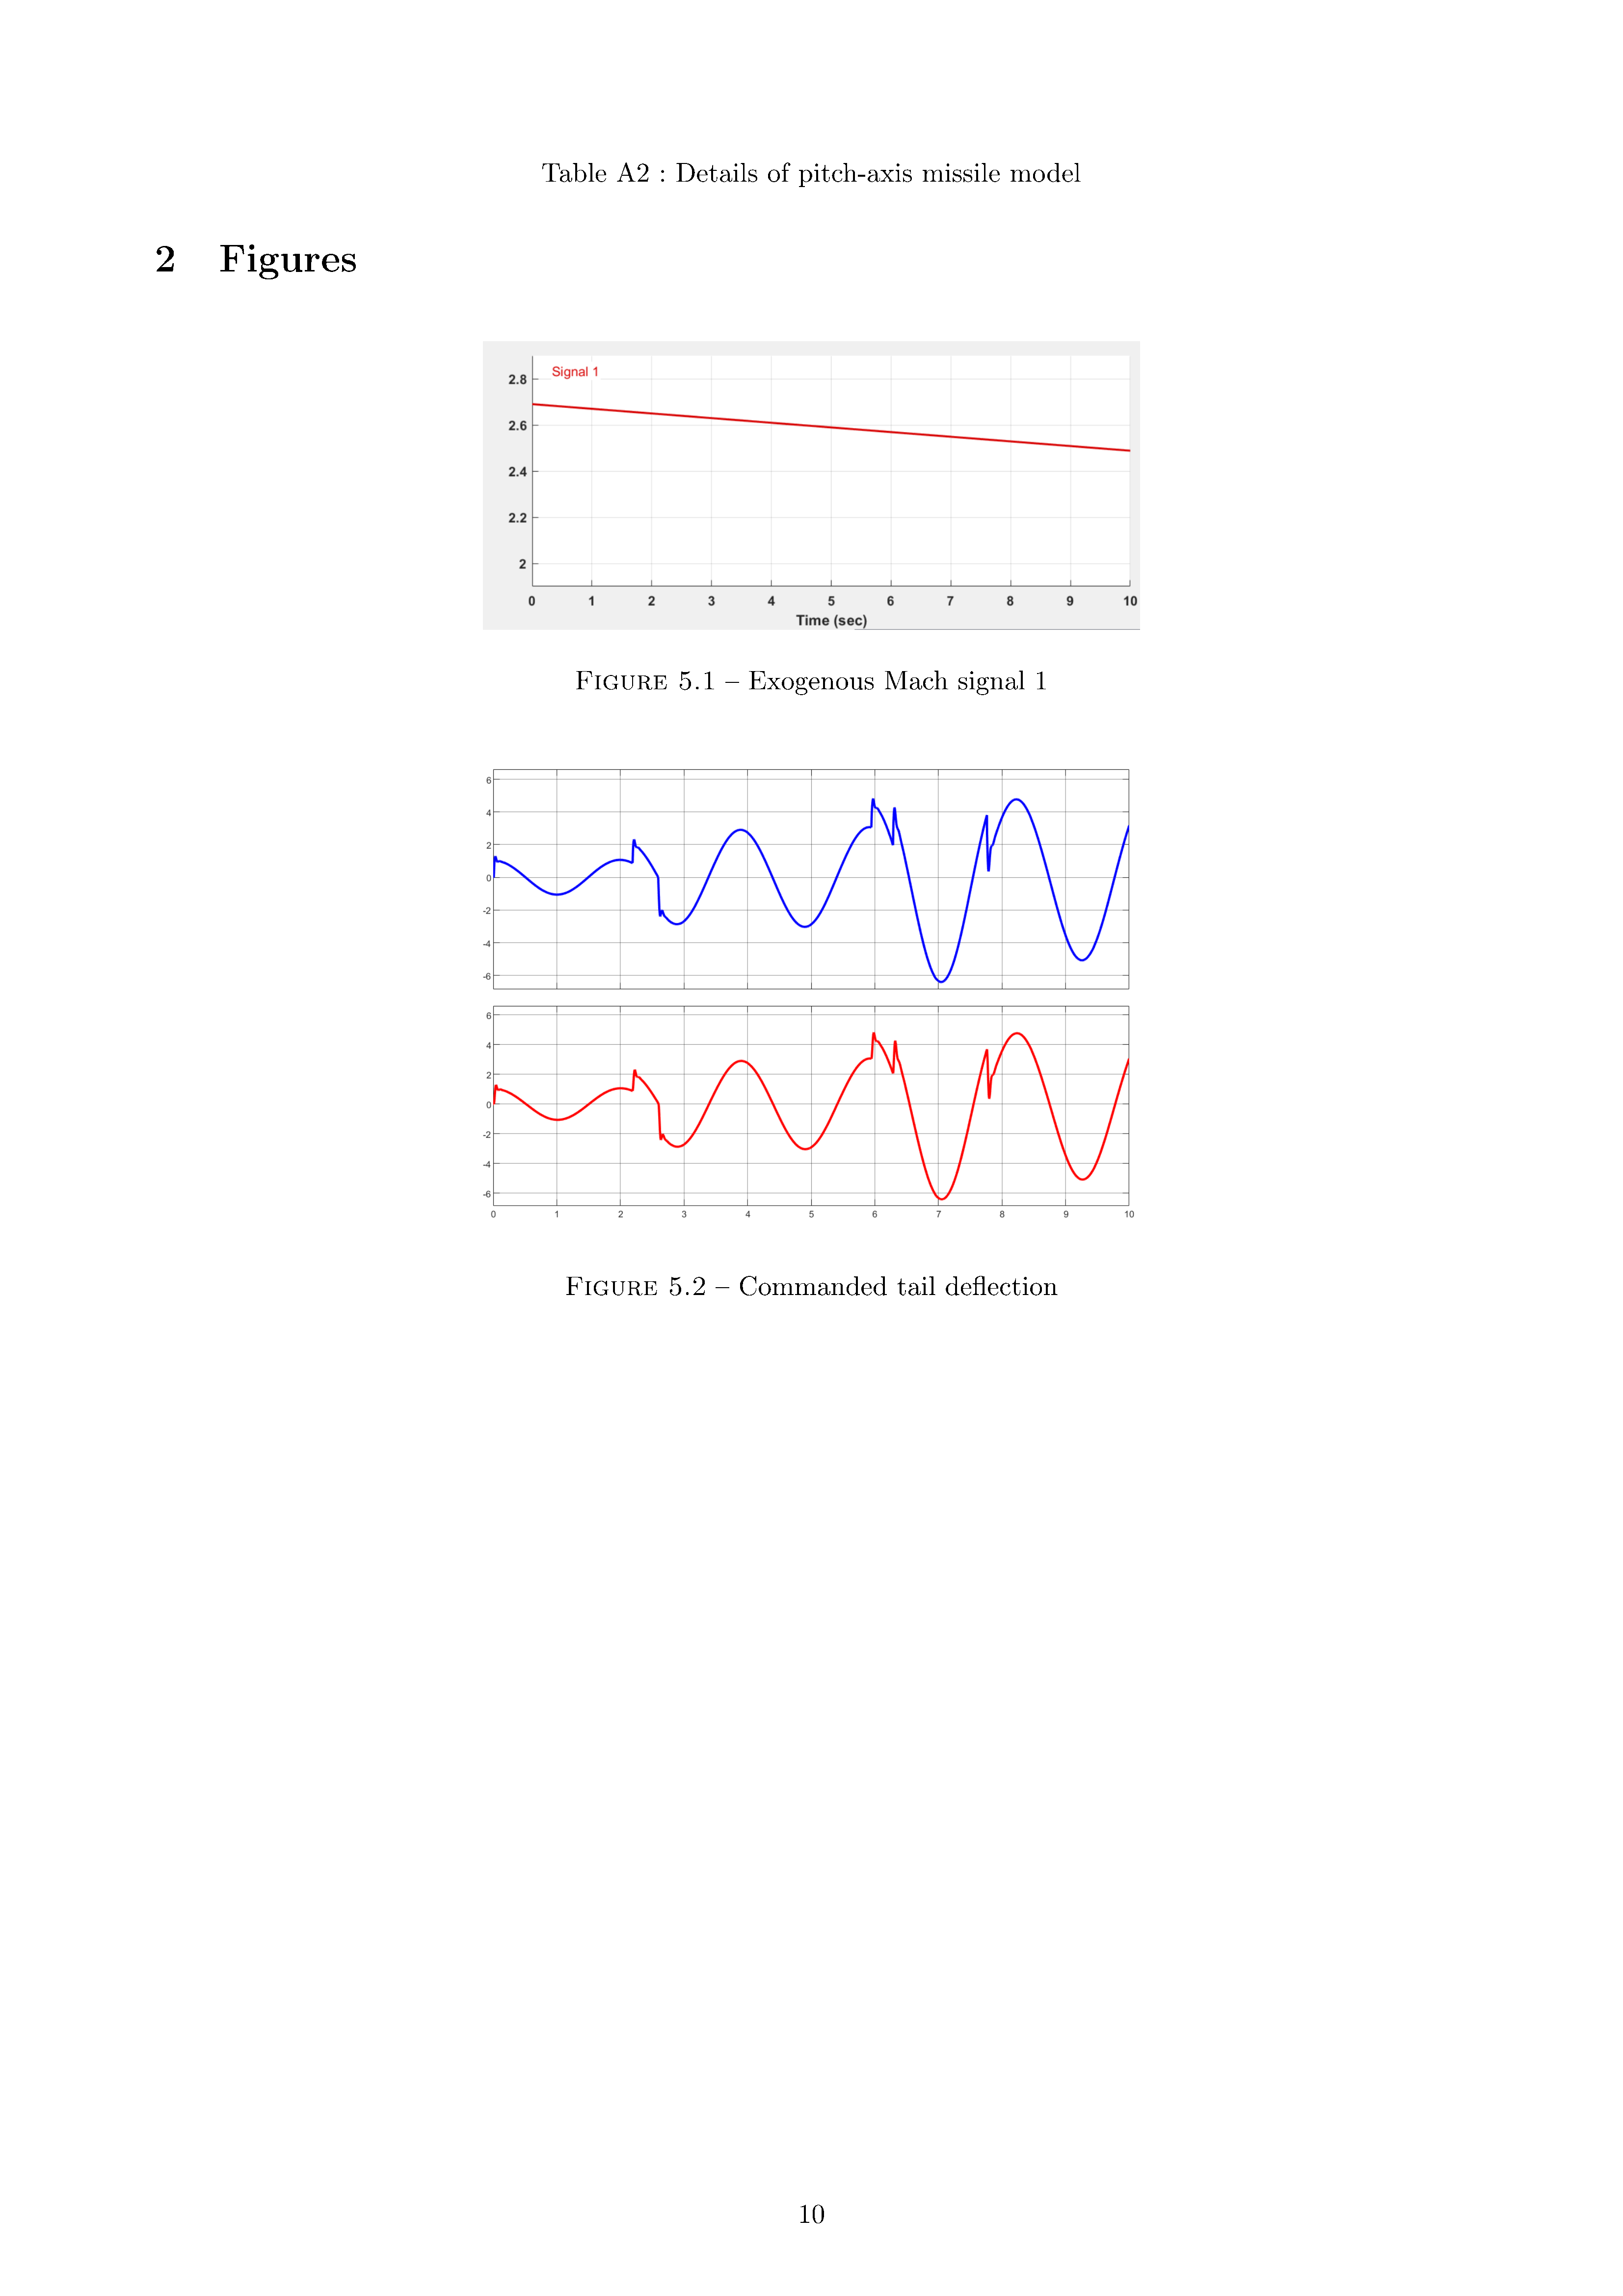 Table A2 : Details of pitch-axis missile model
2 Figures
Signal 1
2.8
2.6
2.4
2.2
2
0 1 2 3 4 5 6 7 8 9 10
Time (sec)
Figure 5.1 – Exogenous Mach signal 1
6
4
2
0
-2
-4
-6
6
4
2
0
-2
-4
-6
0 1 2 3 4 5 6 7 8 9 10
Figure 5.2 – Commanded tail deflection
10